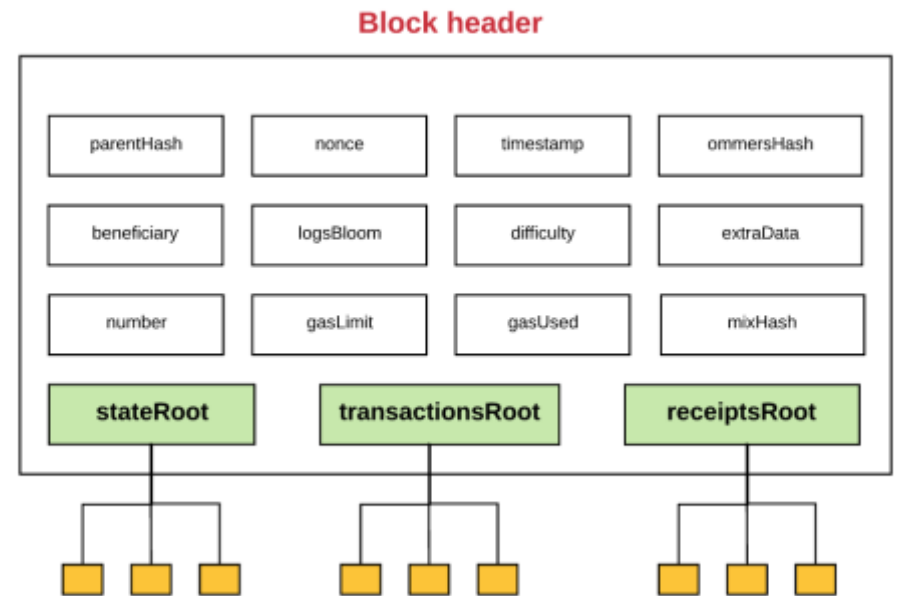 Block header
parentHash nonce timestamp ommersHash
beneficiary logsBloom difficulty extraData
number gasLimit gasUsed mixHash
stateRoot transactionsRoot receiptsRoot